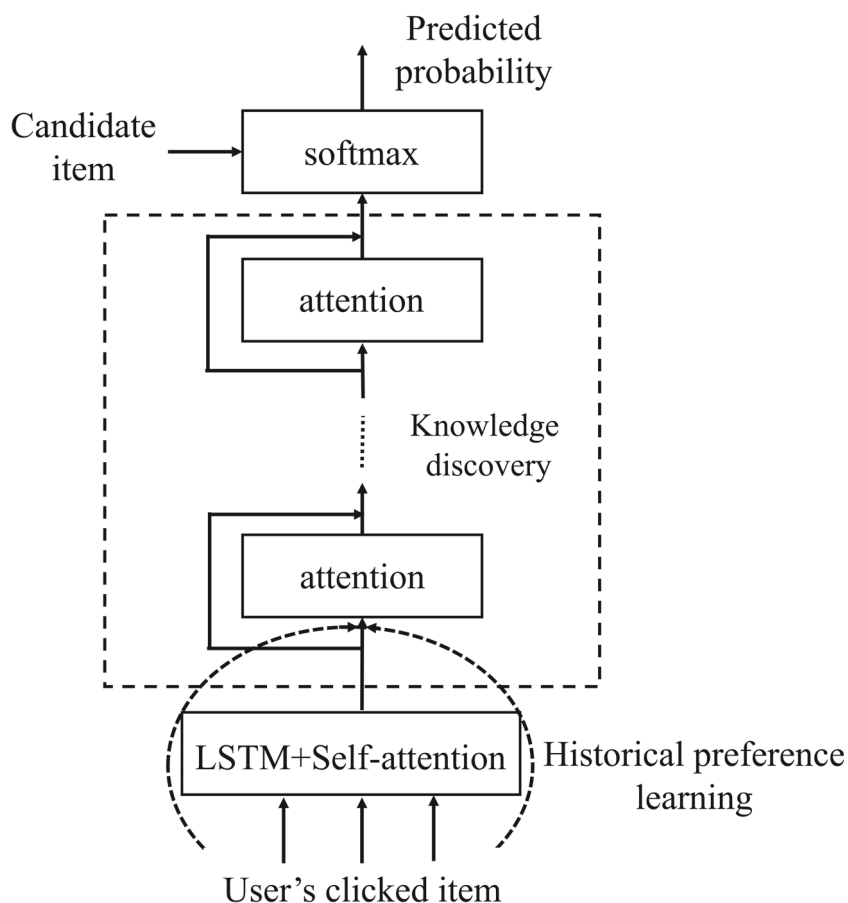 Predicted
probability
Candidate
item
softmax
attention
Knowledge
discovery
attention
LSTM+Self-attention
Historical preference
learning
User’s clicked item